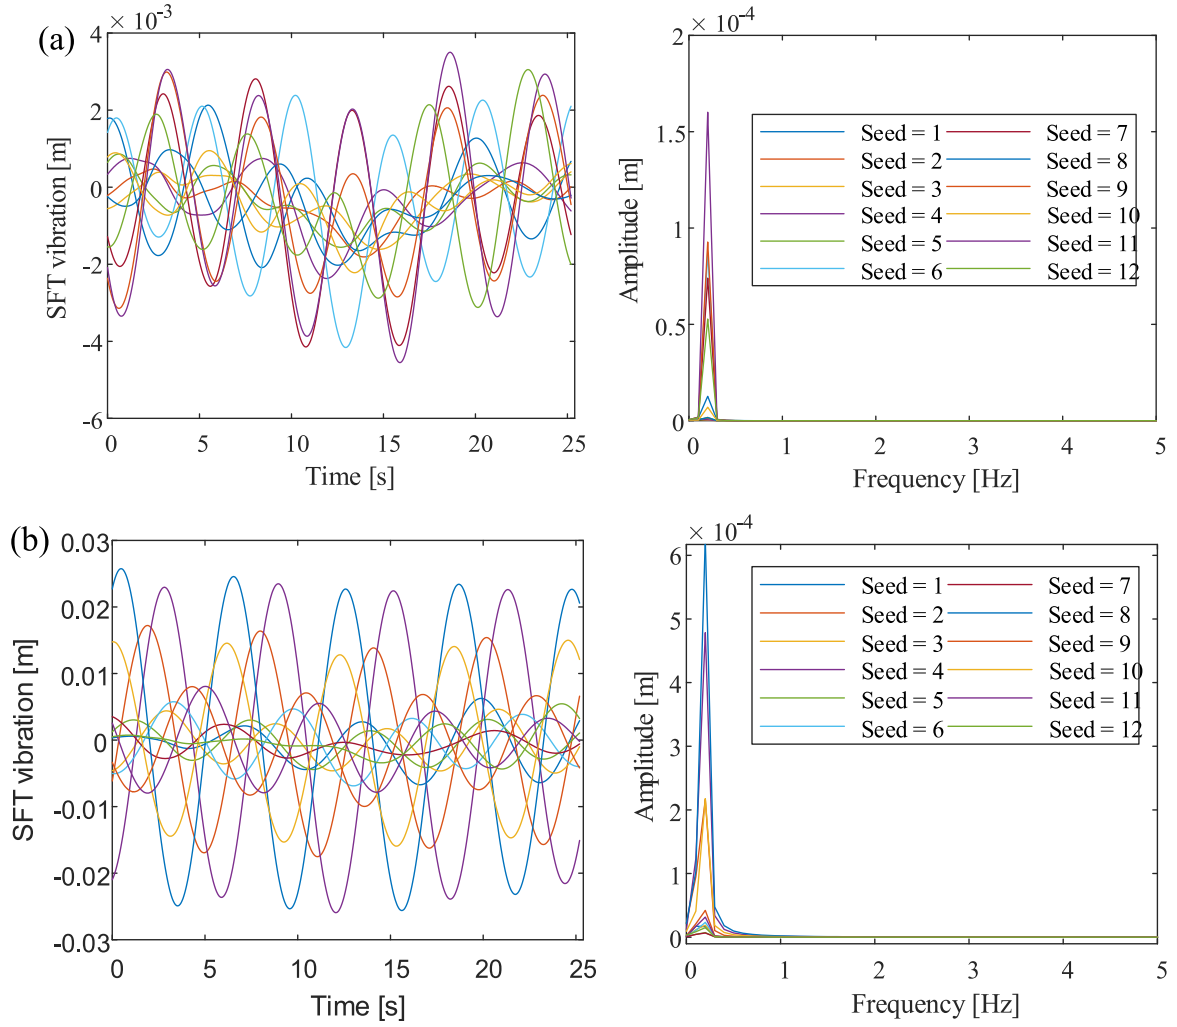 (a)
× 10⁻³
4
2
0
-2
-4
-6
SFT vibration [m]
0 5 10 15 20 25
Time [s]
× 10⁻⁴
2
1.5
1
0.5
0
Amplitude [m]
Seed = 1 Seed = 7
Seed = 2 Seed = 8
Seed = 3 Seed = 9
Seed = 4 Seed = 10
Seed = 5 Seed = 11
Seed = 6 Seed = 12
0 1 2 3 4 5
Frequency [Hz]
(b)
0.03
0.02
0.01
0
-0.01
-0.02
-0.03
SFT vibration [m]
0 5 10 15 20 25
Time [s]
× 10⁻⁴
6
5
4
3
2
1
0
Amplitude [m]
Seed = 1 Seed = 7
Seed = 2 Seed = 8
Seed = 3 Seed = 9
Seed = 4 Seed = 10
Seed = 5 Seed = 11
Seed = 6 Seed = 12
0 1 2 3 4 5
Frequency [Hz]